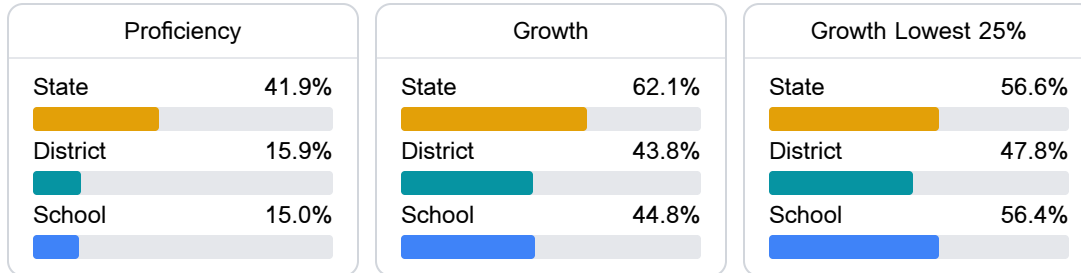 Proficiency
State 41.9%
District 15.9%
School 15.0%
Growth
State 62.1%
District 43.8%
School 44.8%
Growth Lowest 25%
State 56.6%
District 47.8%
School 56.4%